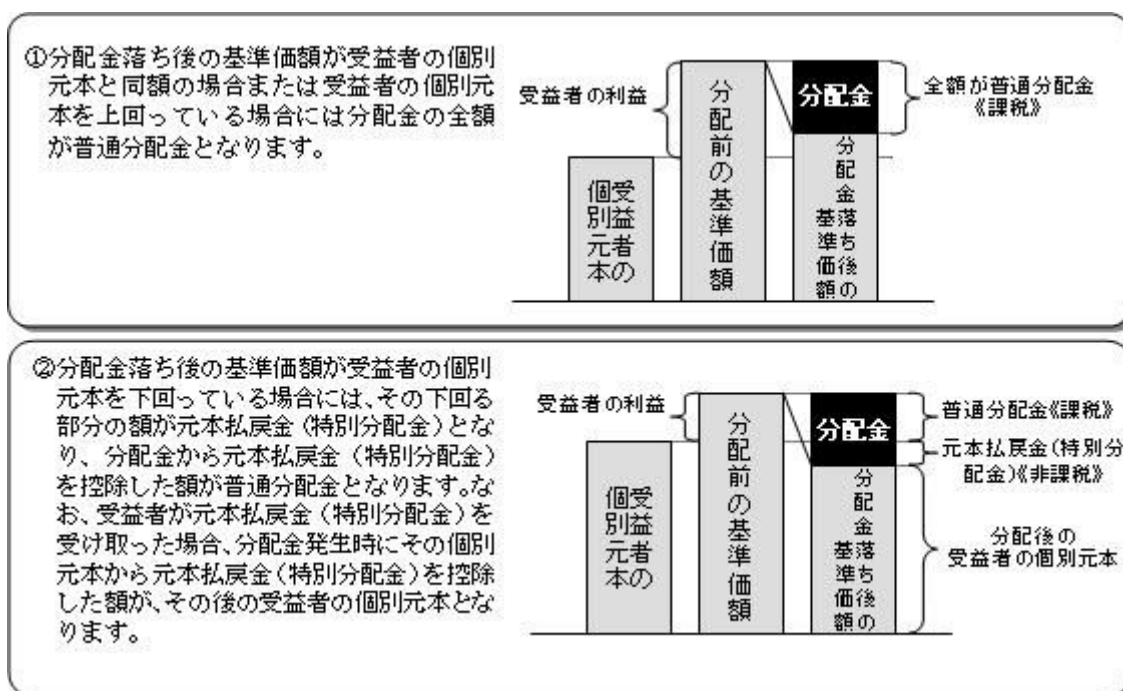 ①分配金落ち後の基準価額が受益者の個別
元本と同額の場合または受益者の個別元
本を上回っている場合には分配金の全額
が普通分配金となります。
受益者の利益
受益者の
個別元本
分配前の基準価額
分配金
分配金落ち後の
基準価額
全額が普通分配金
《課税》
②分配金落ち後の基準価額が受益者の個別
元本を下回っている場合には、その下回る
部分の額が元本払戻金（特別分配金）とな
り、分配金から元本払戻金（特別分配金）
を控除した額が普通分配金となります。な
お、受益者が元本払戻金（特別分配金）を
受け取った場合、分配金発生時にその個別
元本から元本払戻金（特別分配金）を控除
した額が、その後の受益者の個別元本とな
ります。
受益者の利益
受益者の
個別元本
分配前の基準価額
分配金
分配金落ち後の
基準価額
普通分配金《課税》
元本払戻金（特別分
配金）《非課税》
分配後の
受益者の個別元本